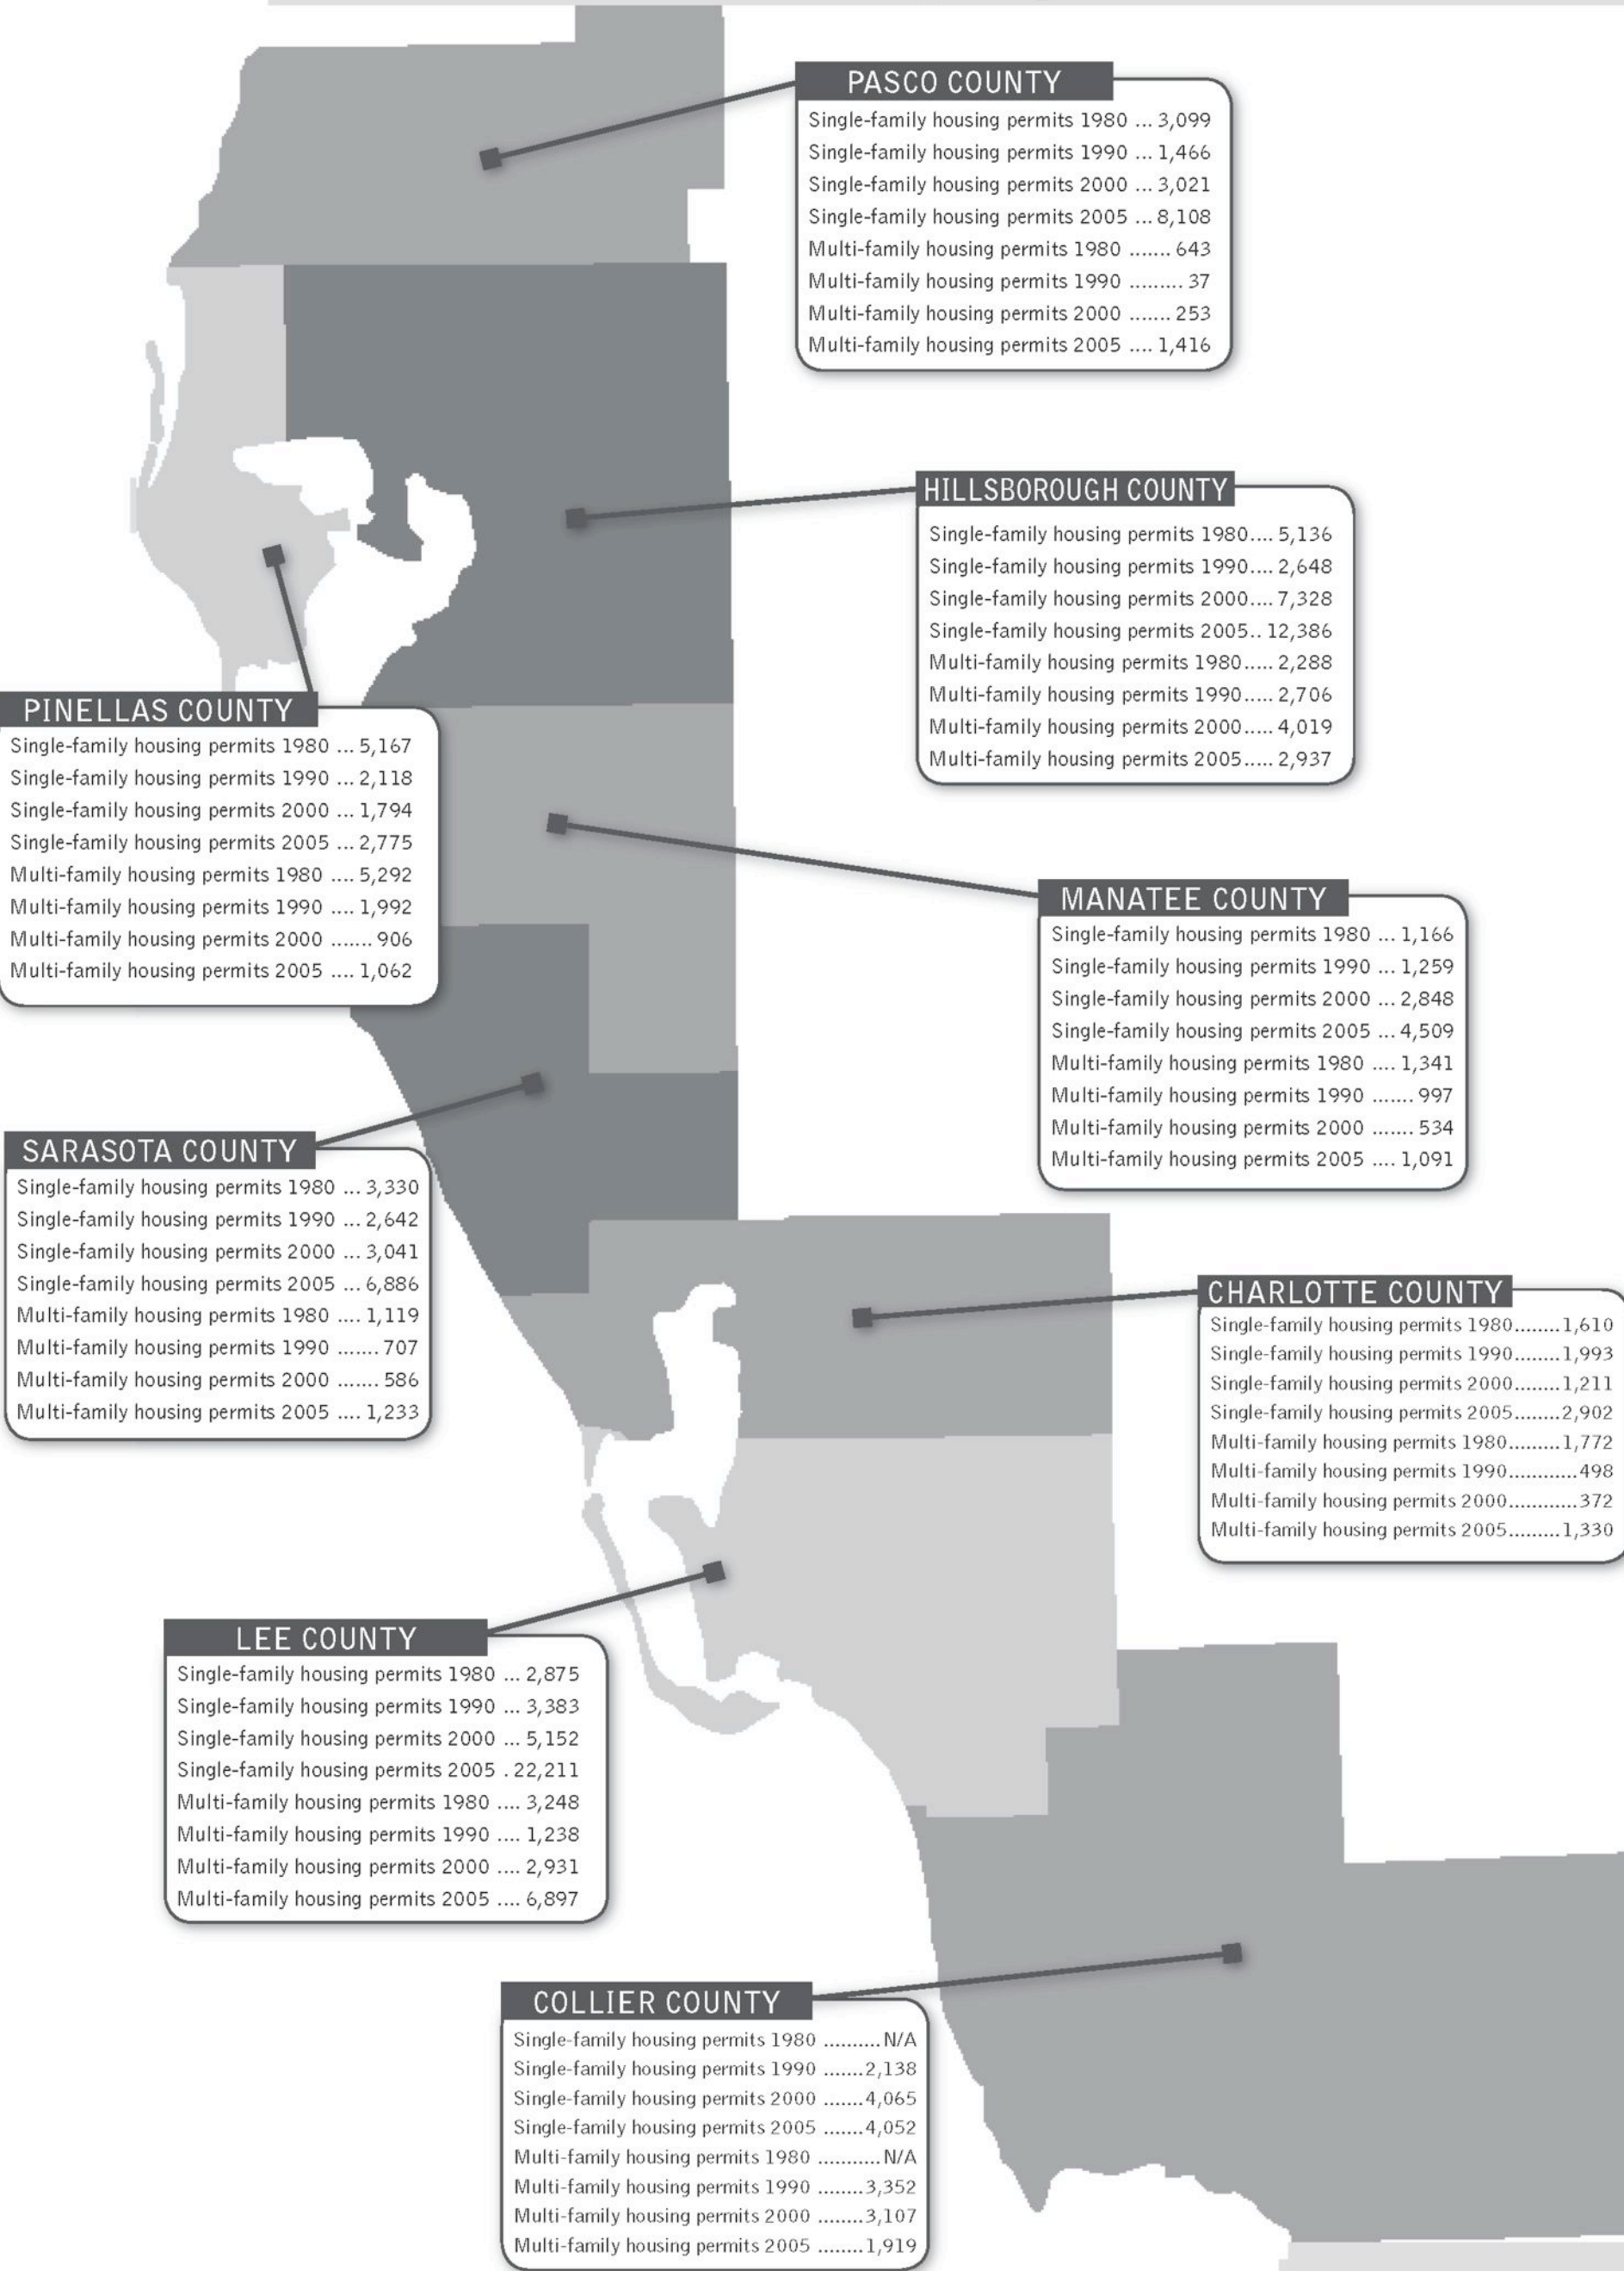 PASCO COUNTY
Single-family housing permits 1980 ... 3,099
Single-family housing permits 1990 ... 1,466
Single-family housing permits 2000 ... 3,021
Single-family housing permits 2005 ... 8,108
Multi-family housing permits 1980 ....... 643
Multi-family housing permits 1990 ......... 37
Multi-family housing permits 2000 ....... 253
Multi-family housing permits 2005 .... 1,416
HILLSBOROUGH COUNTY
Single-family housing permits 1980.... 5,136
Single-family housing permits 1990.... 2,648
Single-family housing permits 2000.... 7,328
Single-family housing permits 2005.. 12,386
Multi-family housing permits 1980..... 2,288
Multi-family housing permits 1990..... 2,706
Multi-family housing permits 2000..... 4,019
Multi-family housing permits 2005..... 2,937
PINELLAS COUNTY
Single-family housing permits 1980 ... 5,167
Single-family housing permits 1990 ... 2,118
Single-family housing permits 2000 ... 1,794
Single-family housing permits 2005 ... 2,775
Multi-family housing permits 1980 .... 5,292
Multi-family housing permits 1990 .... 1,992
Multi-family housing permits 2000 ....... 906
Multi-family housing permits 2005 .... 1,062
MANATEE COUNTY
Single-family housing permits 1980 ... 1,166
Single-family housing permits 1990 ... 1,259
Single-family housing permits 2000 ... 2,848
Single-family housing permits 2005 ... 4,509
Multi-family housing permits 1980 .... 1,341
Multi-family housing permits 1990 ....... 997
Multi-family housing permits 2000 ....... 534
Multi-family housing permits 2005 .... 1,091
SARASOTA COUNTY
Single-family housing permits 1980 ... 3,330
Single-family housing permits 1990 ... 2,642
Single-family housing permits 2000 ... 3,041
Single-family housing permits 2005 ... 6,886
Multi-family housing permits 1980 .... 1,119
Multi-family housing permits 1990 ....... 707
Multi-family housing permits 2000 ....... 586
Multi-family housing permits 2005 .... 1,233
CHARLOTTE COUNTY
Single-family housing permits 1980........1,610
Single-family housing permits 1990........1,993
Single-family housing permits 2000........1,211
Single-family housing permits 2005........2,902
Multi-family housing permits 1980.........1,772
Multi-family housing permits 1990............498
Multi-family housing permits 2000............372
Multi-family housing permits 2005.........1,330
LEE COUNTY
Single-family housing permits 1980 ... 2,875
Single-family housing permits 1990 ... 3,383
Single-family housing permits 2000 ... 5,152
Single-family housing permits 2005 . 22,211
Multi-family housing permits 1980 .... 3,248
Multi-family housing permits 1990 .... 1,238
Multi-family housing permits 2000 .... 2,931
Multi-family housing permits 2005 .... 6,897
COLLIER COUNTY
Single-family housing permits 1980 ..........N/A
Single-family housing permits 1990 .......2,138
Single-family housing permits 2000 .......4,065
Single-family housing permits 2005 .......4,052
Multi-family housing permits 1980 ...........N/A
Multi-family housing permits 1990 ........3,352
Multi-family housing permits 2000 ........3,107
Multi-family housing permits 2005 ........1,919